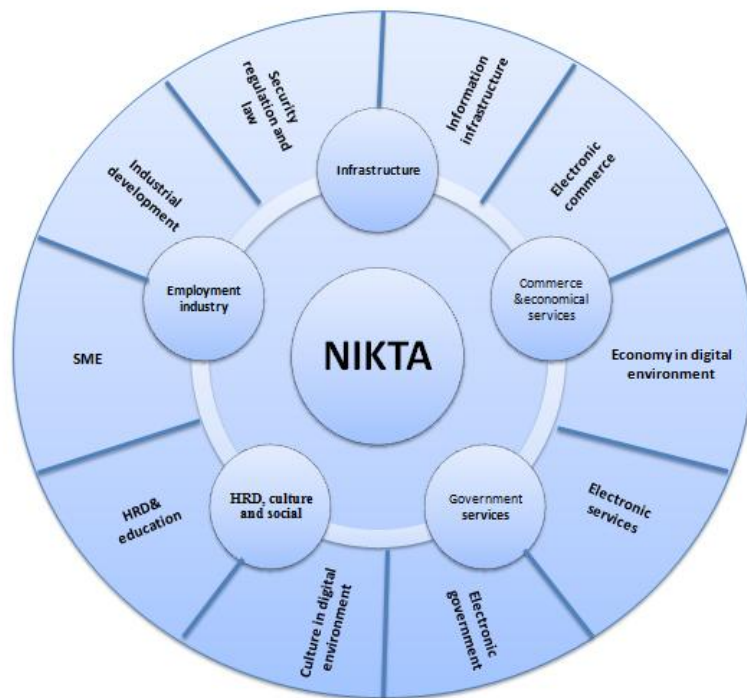 Security
regulation and
law
Information
infrastructure
Industrial
development
Infrastructure
Electronic
commerce
Employment
industry
Commerce
&economical
services
NIKTA
SME
Economy in digital
environment
HRD&
education
HRD, culture
and social
Government
services
Electronic
services
Culture in digital
environment
Electronic
government